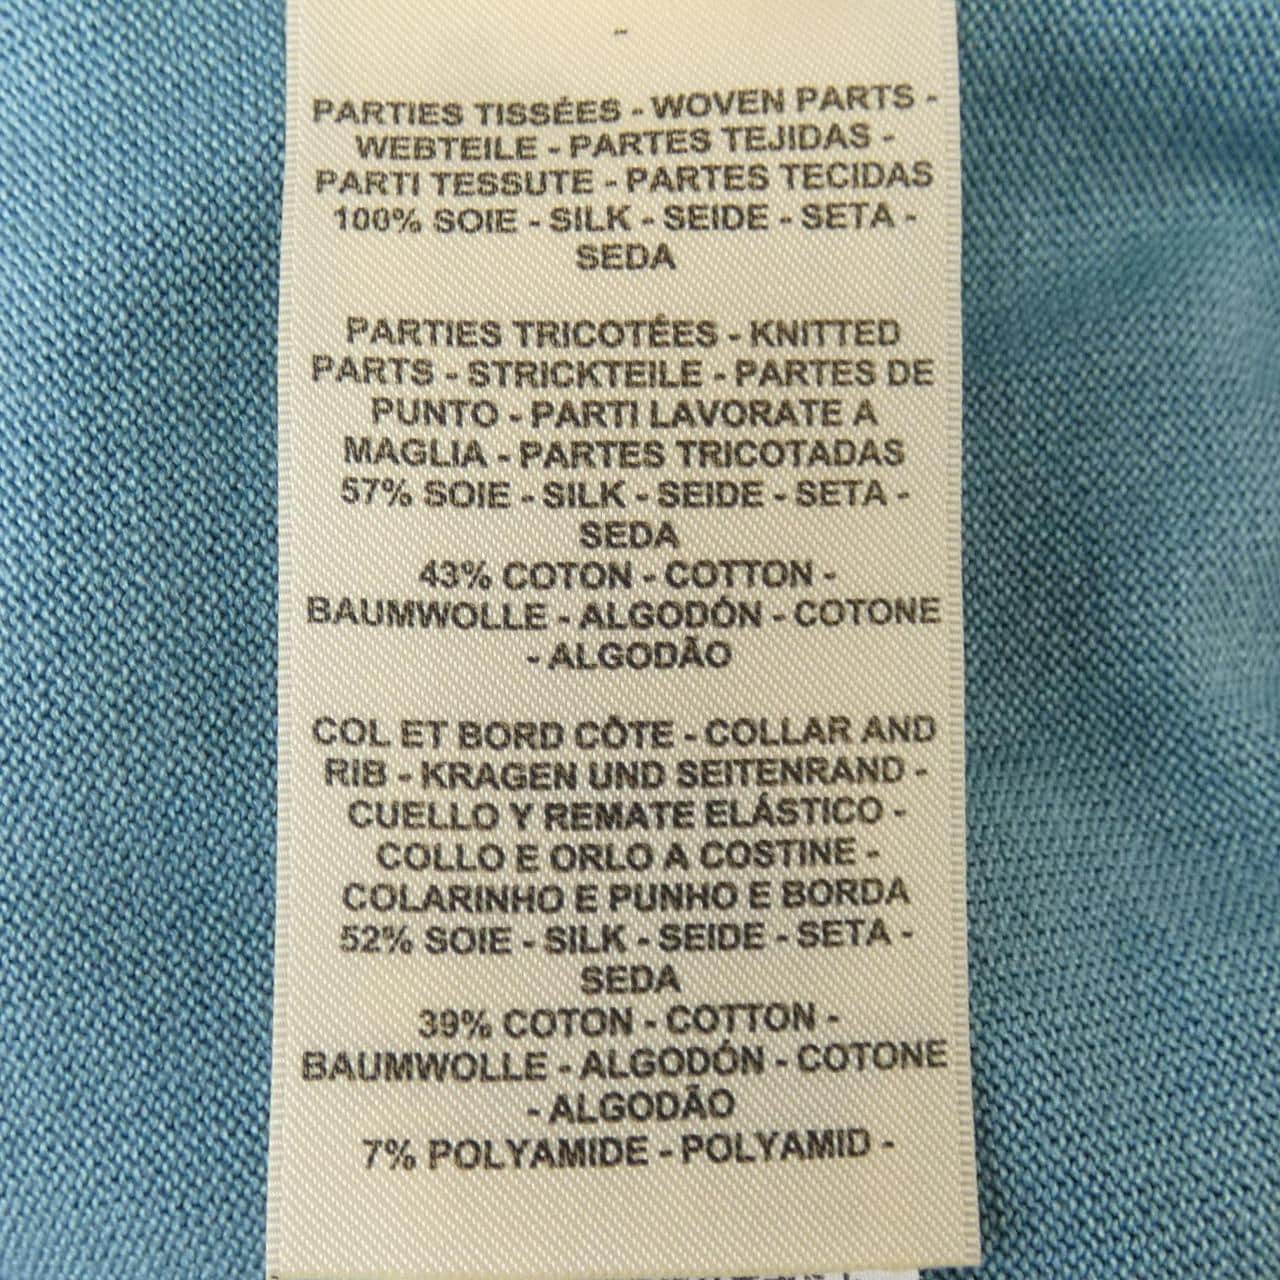 -
PARTIES TISSÉES - WOVEN PARTS -
WEBTEILE - PARTES TEJIDAS -
PARTI TESSUTE - PARTES TECIDAS
100% SOIE - SILK - SEIDE - SETA -
SEDA
PARTIES TRICOTÉES - KNITTED
PARTS - STRICKTEILE - PARTES DE
PUNTO - PARTI LAVORATE A
MAGLIA - PARTES TRICOTADAS
57% SOIE - SILK - SEIDE - SETA -
SEDA
43% COTON - COTTON -
BAUMWOLLE - ALGODÓN - COTONE
- ALGODÃO
COL ET BORD CÔTE - COLLAR AND
RIB - KRAGEN UND SEITENRAND -
CUELLO Y REMATE ELÁSTICO -
COLLO E ORLO A COSTINE -
COLARINHO E PUNHO E BORDA
52% SOIE - SILK - SEIDE - SETA -
SEDA
39% COTON - COTTON -
BAUMWOLLE - ALGODÓN - COTONE
- ALGODÃO
7% POLYAMIDE - POLYAMID -